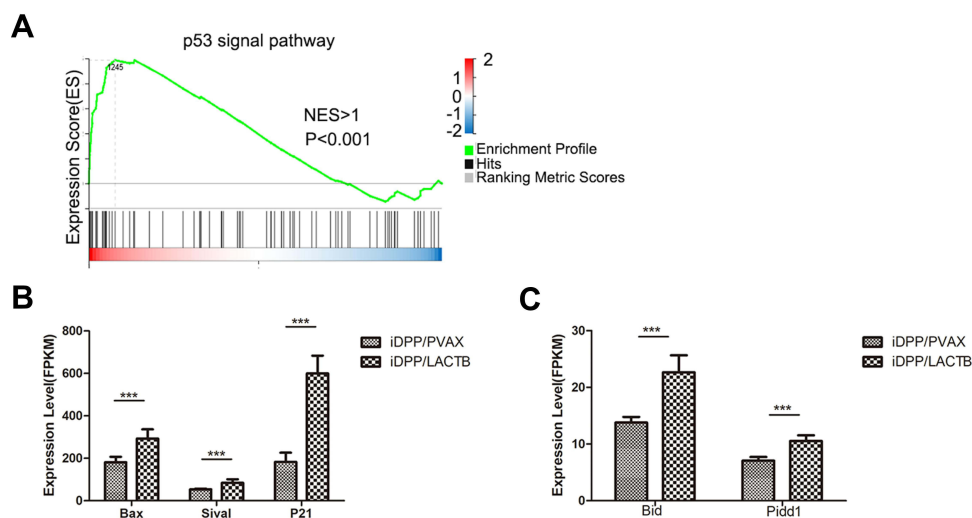 A
p53 signal pathway
Expression Score(ES)
1245
NES>1
P<0.001
2
1
0
-1
-2
Enrichment Profile
Hits
Ranking Metric Scores
B
Expression Level(FPKM)
800
600
400
200
0
***
***
***
Bax
Sival
P21
iDPP/PVAX
iDPP/LACTB
C
Expression Level(FPKM)
30
20
10
0
***
***
Bid
Pidd1
iDPP/PVAX
iDPP/LACTB